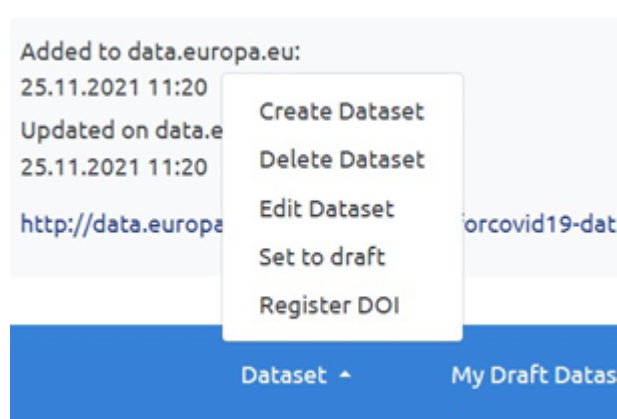 Added to data.europa.eu:
25.11.2021 11:20
Updated on data.e
25.11.2021 11:20
http://data.europa
orcovid19-dat
Create Dataset
Delete Dataset
Edit Dataset
Set to draft
Register DOI
Dataset
My Draft Datas